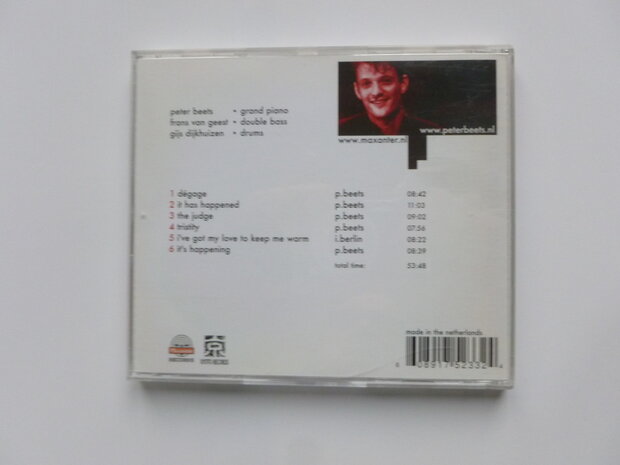 peter beets • grand piano
frans van geest • double bass
gijs dijkhuizen • drums
www.peterbeets.nl
www.maxanter.nl
1 dégage p.beets 08:42
2 it has happened p.beets 11:03
3 the judge p.beets 09:02
4 tristity p.beets 07:56
5 i've got my love to keep me warm i.berlin 08:22
6 it's happening p.beets 08:39
total time: 53:48
made in the netherlands
08917 52332